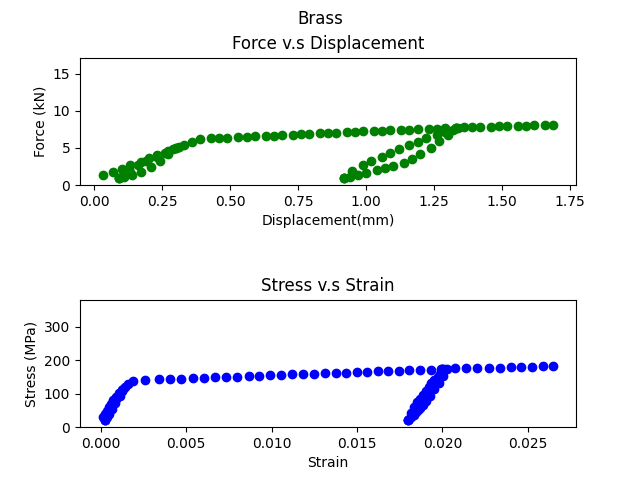 Brass
Force v.s Displacement
15
10
5
0
Force (kN)
0.00 0.25 0.50 0.75 1.00 1.25 1.50 1.75
Displacement(mm)
Stress v.s Strain
300
200
100
0
Stress (MPa)
0.000 0.005 0.010 0.015 0.020 0.025
Strain